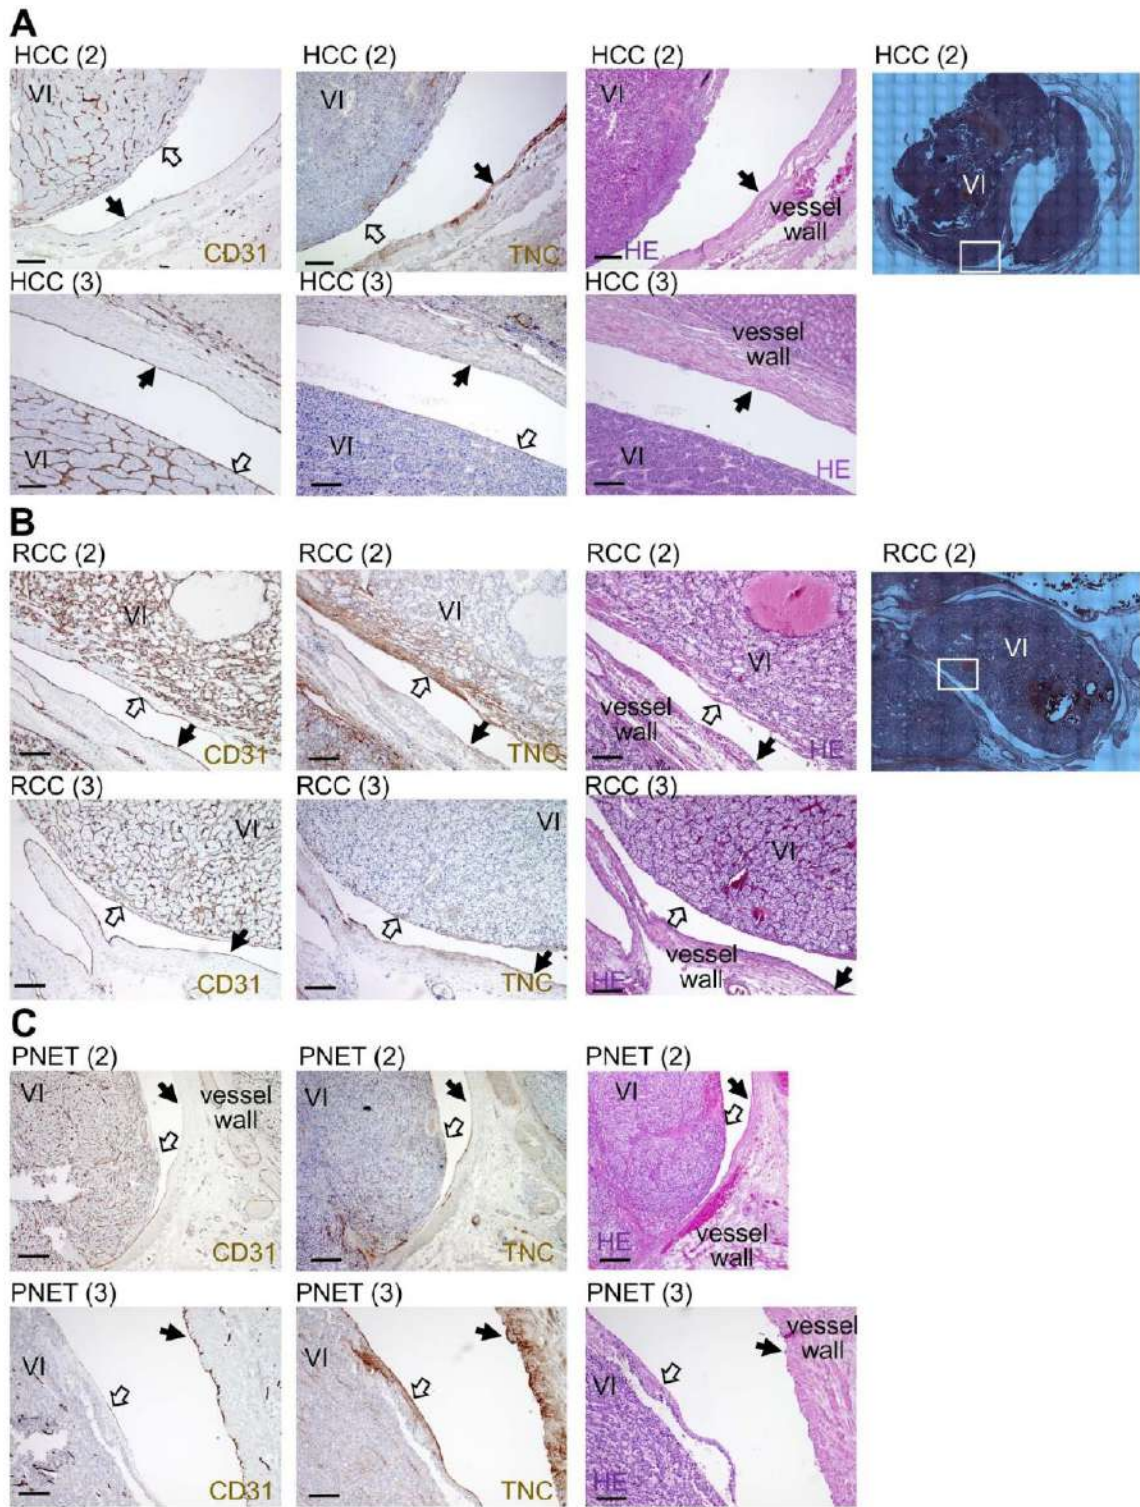 A
HCC (2) HCC (2) HCC (2) HCC (2)
VI VI VI VI
vessel
wall
CD31 TNC HE
HCC (3) HCC (3) HCC (3)
vessel
wall
VI VI VI HE
B
RCC (2) RCC (2) RCC (2) RCC (2)
VI VI VI VI
vessel
wall
CD31 TNC HE
RCC (3) RCC (3) RCC (3)
VI VI VI
vessel
wall
CD31 TNC HE
C
PNET (2) PNET (2) PNET (2)
VI vessel VI VI
wall
CD31 TNC HE vessel
wall
PNET (3) PNET (3) PNET (3)
vessel
wall
VI VI VI
CD31 TNC HE